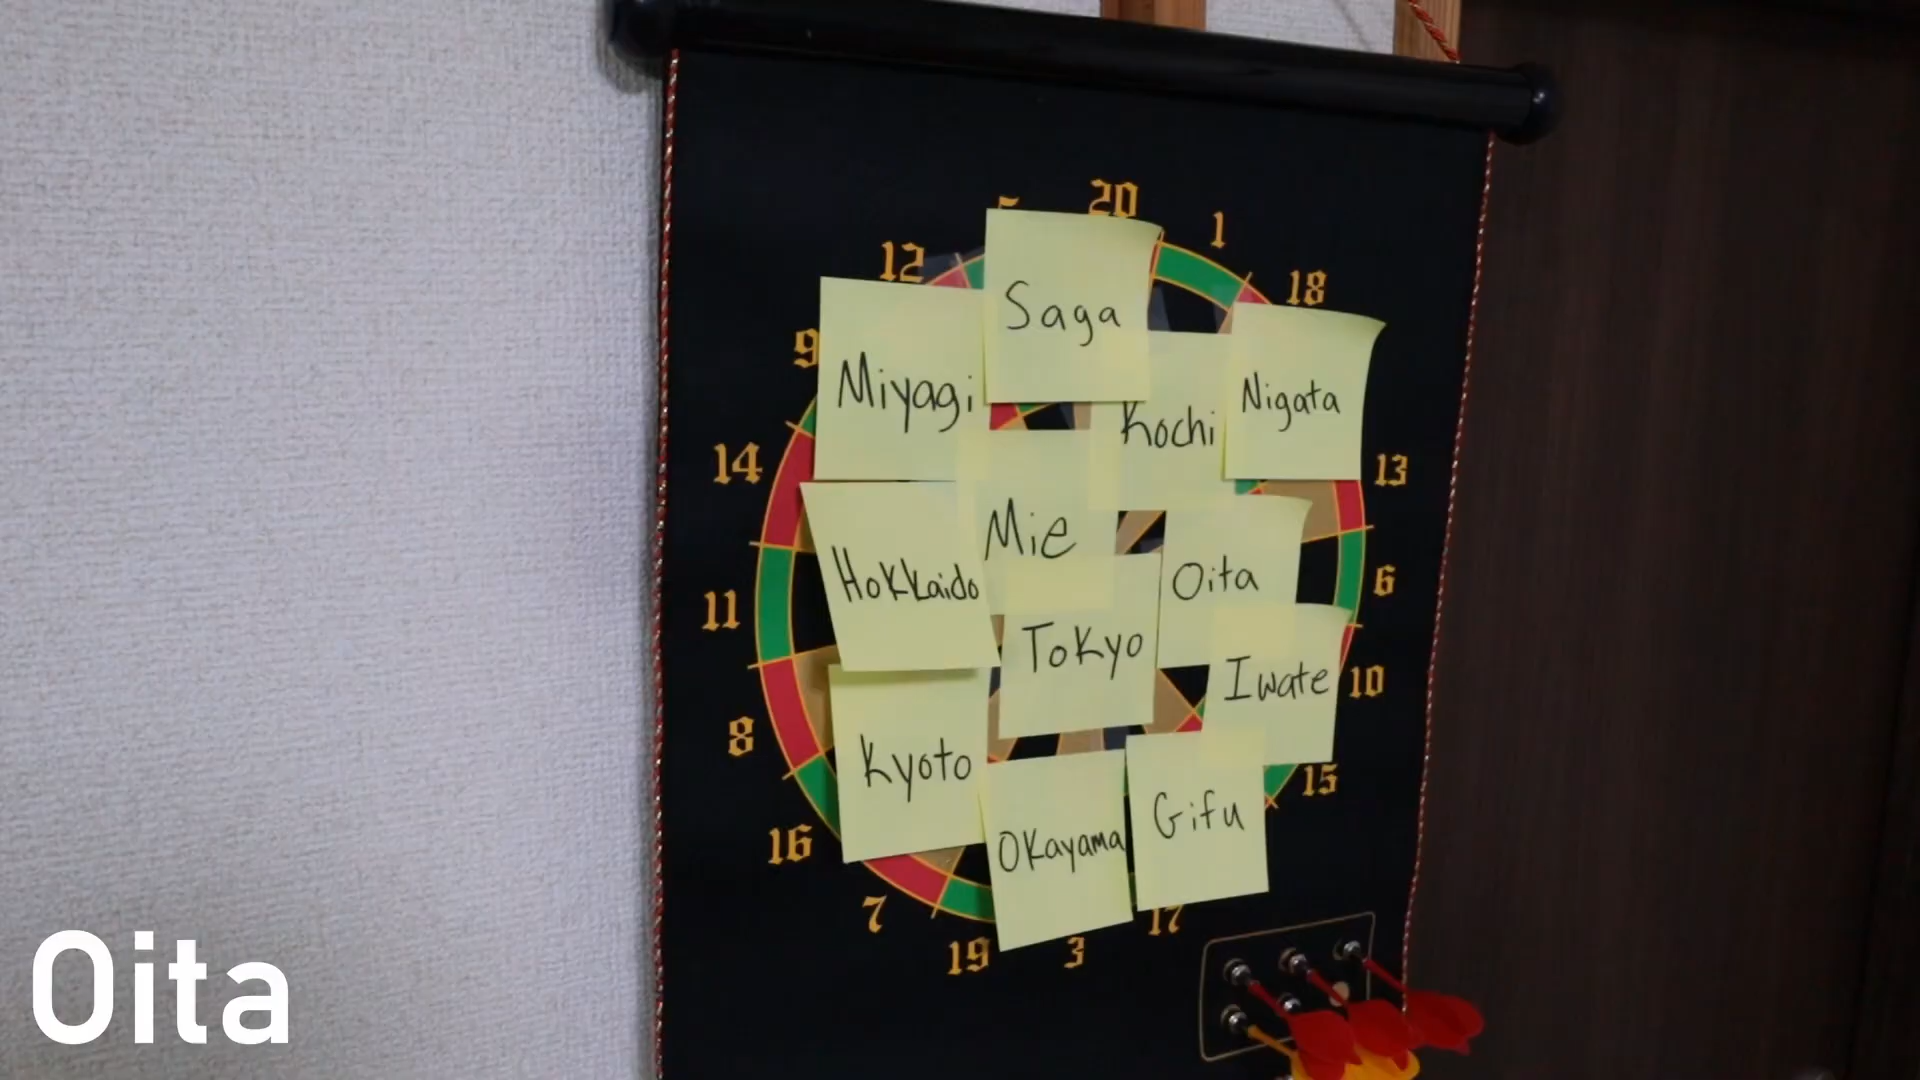 20
1
12
18
Saga
9
Miyagi
Kochi
Nigata
14
13
Mie
Hokkaido
Oita
6
11
Tokyo
Iwate
10
8
Kyoto
15
Okayama
Gifu
16
7
17
19
3
Oita